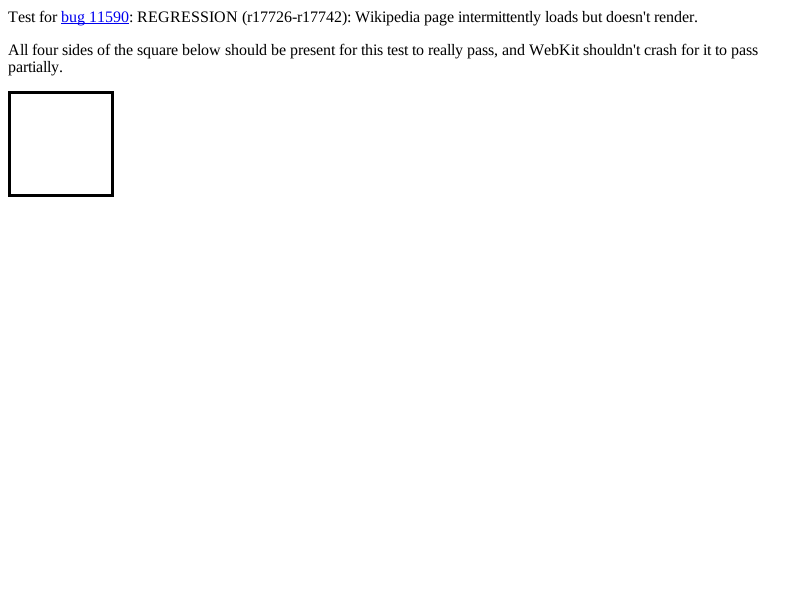 Test for bug 11590: REGRESSION (r17726-r17742): Wikipedia page intermittently loads but doesn't render.
All four sides of the square below should be present for this test to really pass, and WebKit shouldn't crash for it to pass
partially.